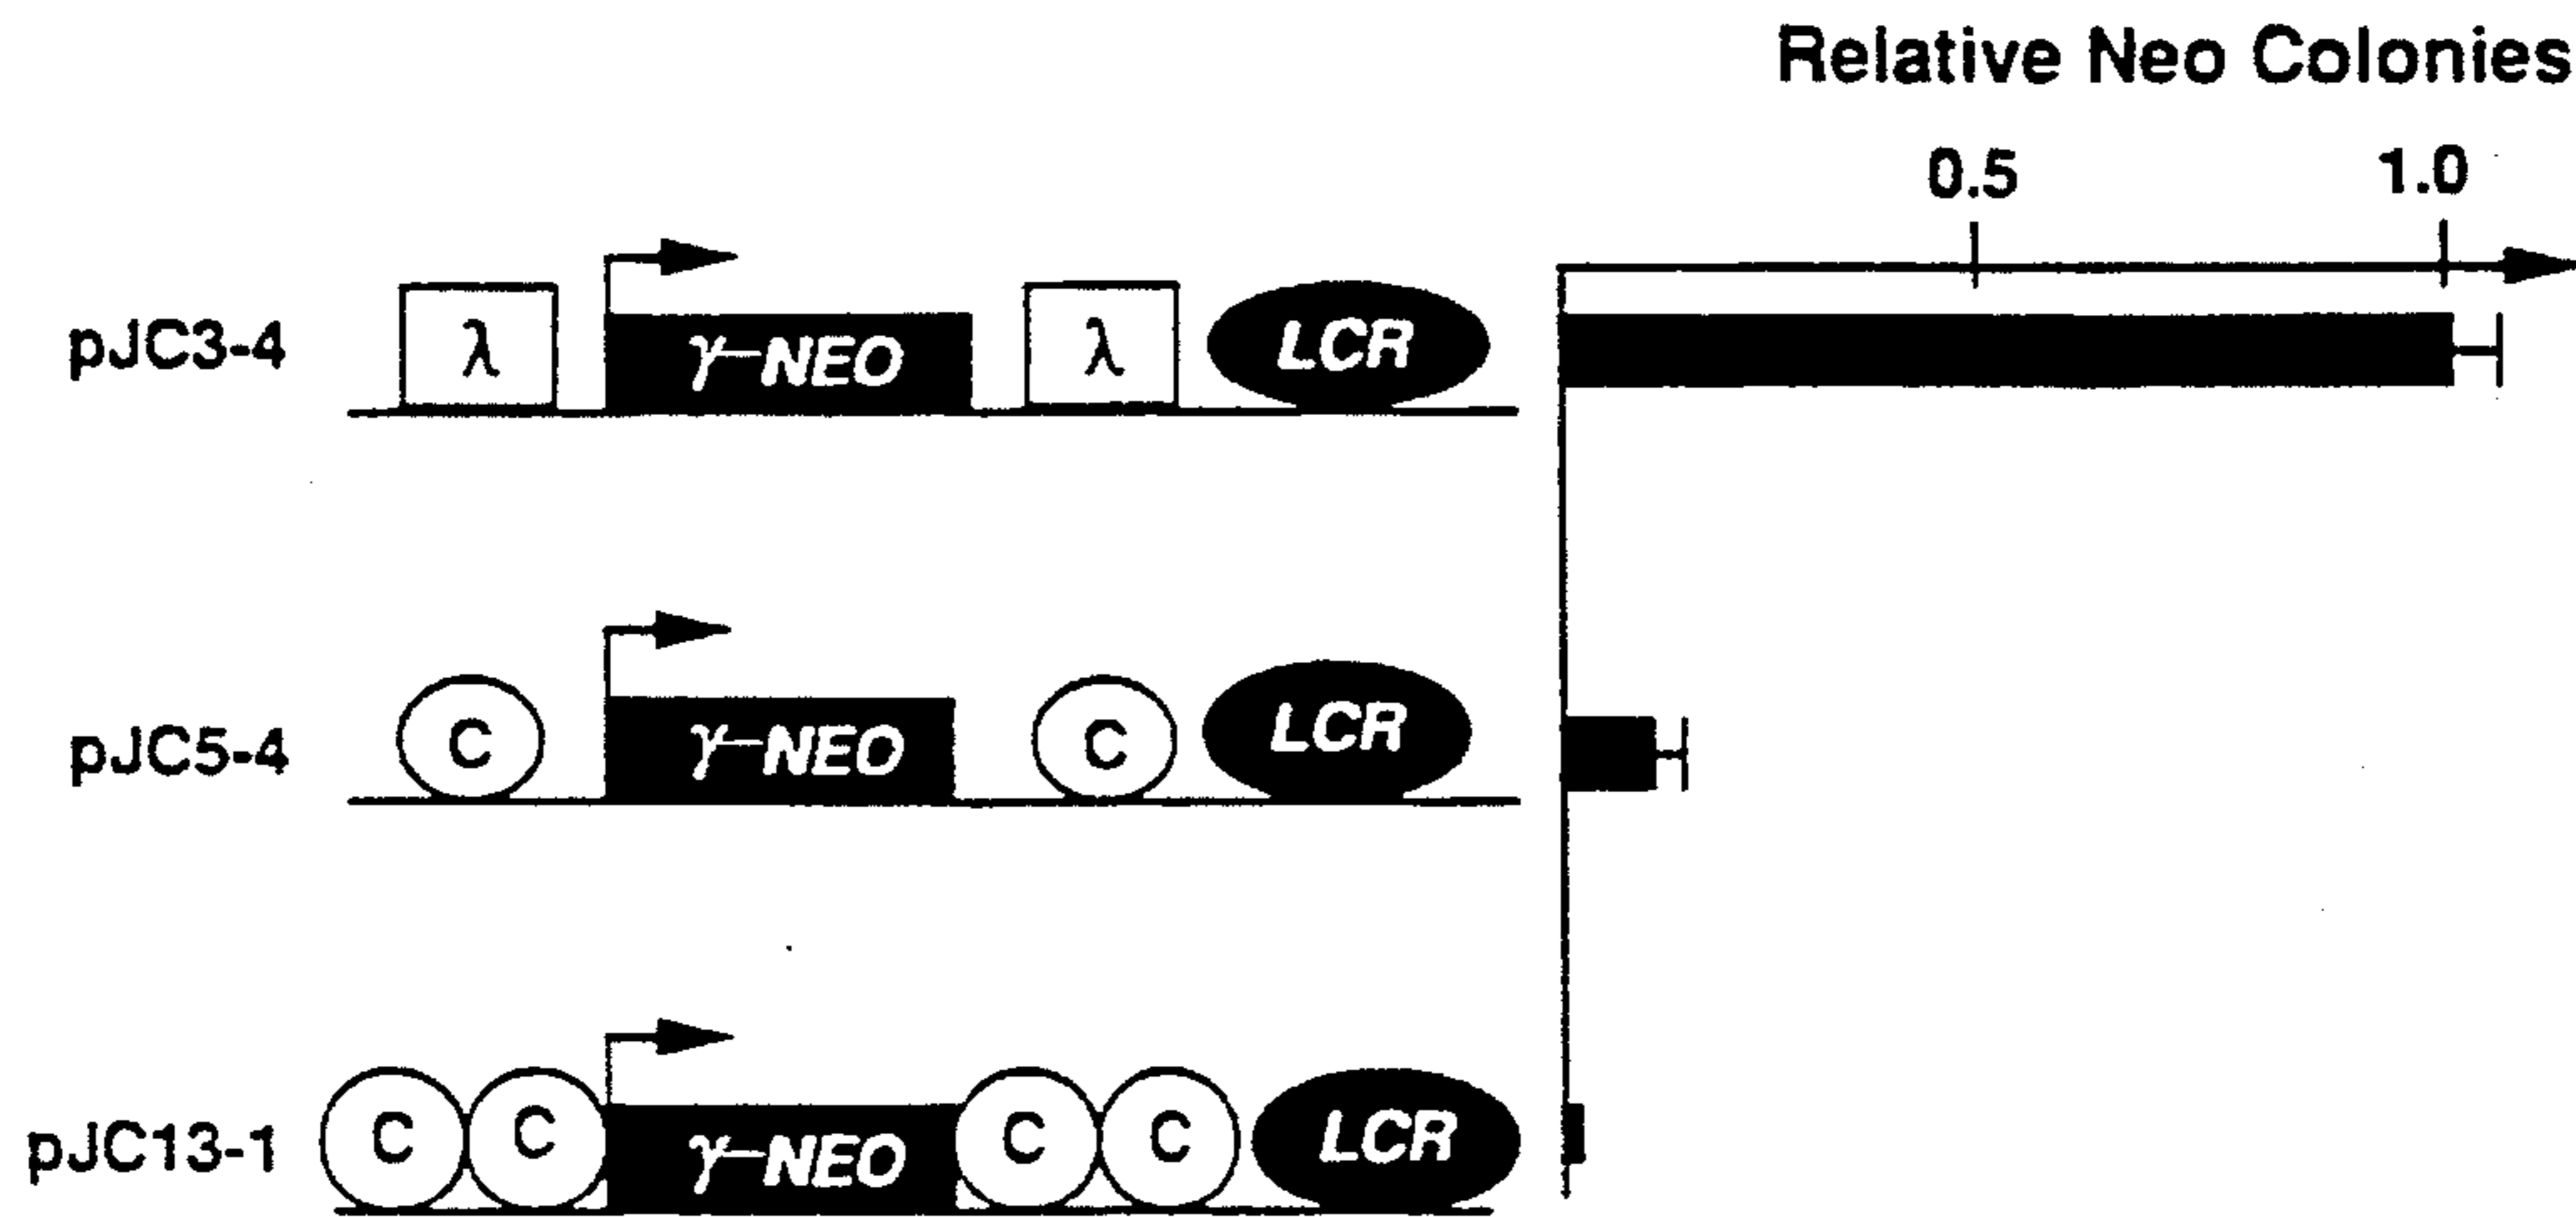 Relative Neo Colonies
0.5 1.0
pJC3-4 λ γ–NEO λ LCR
pJC5-4 C γ–NEO C LCR
pJC13-1 C C γ–NEO C C LCR